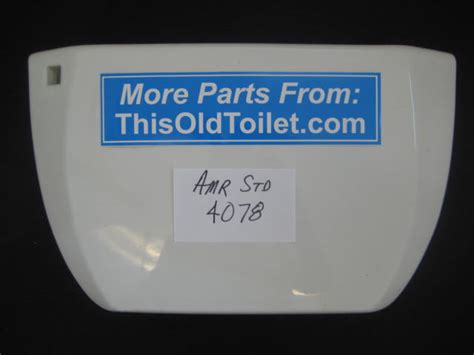 More Parts From:
ThisOldToilet.com
AMR STD
4078